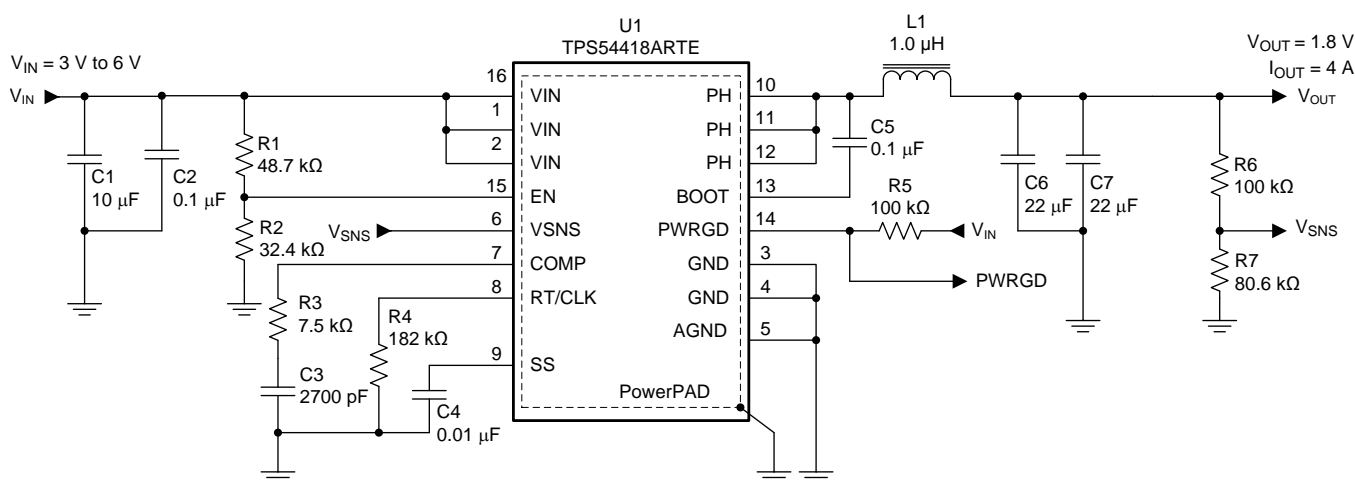 U1
TPS54418ARTE
L1
1.0 µH
V_IN = 3 V to 6 V
V_IN
V_OUT = 1.8 V
I_OUT = 4 A
V_OUT
16
VIN
1
VIN
2
VIN
15
EN
6
VSNS
7
COMP
8
RT/CLK
9
SS
PH
10
PH
11
PH
12
BOOT
13
PWRGD
14
GND
3
GND
4
AGND
5
PowerPAD
C1
10 µF
C2
0.1 µF
R1
48.7 kΩ
R2
32.4 kΩ
V_SNS
R3
7.5 kΩ
C3
2700 pF
R4
182 kΩ
C4
0.01 µF
C5
0.1 µF
R5
100 kΩ
V_IN
PWRGD
C6
22 µF
C7
22 µF
R6
100 kΩ
V_SNS
R7
80.6 kΩ